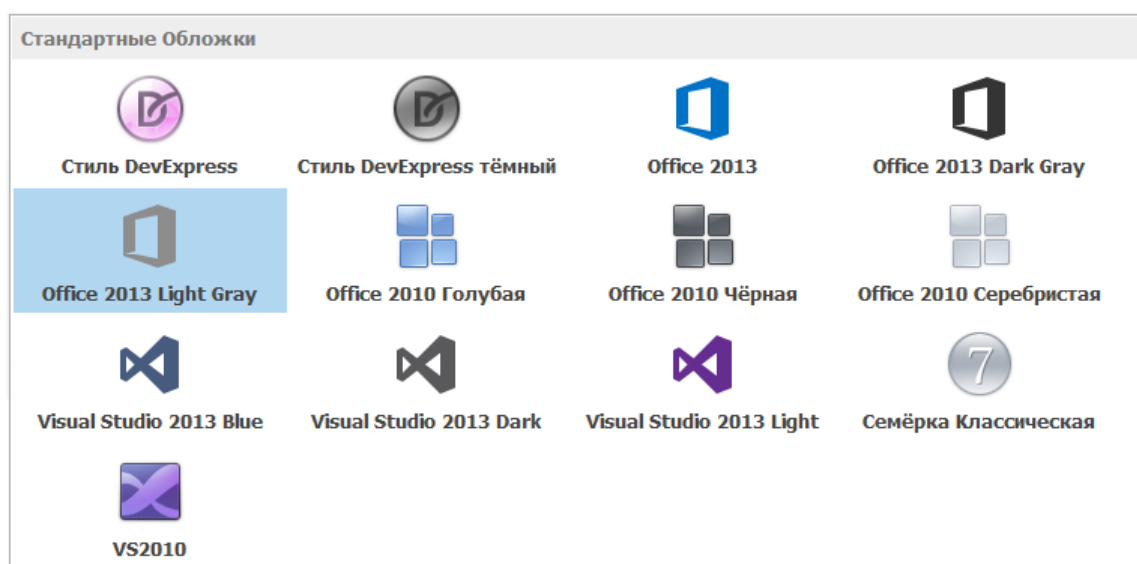 Стандартные Обложки
Стиль DevExpress
Стиль DevExpress тёмный
Office 2013
Office 2013 Dark Gray
Office 2013 Light Gray
Office 2010 Голубая
Office 2010 Чёрная
Office 2010 Серебристая
Visual Studio 2013 Blue
Visual Studio 2013 Dark
Visual Studio 2013 Light
7
Семёрка Классическая
VS2010